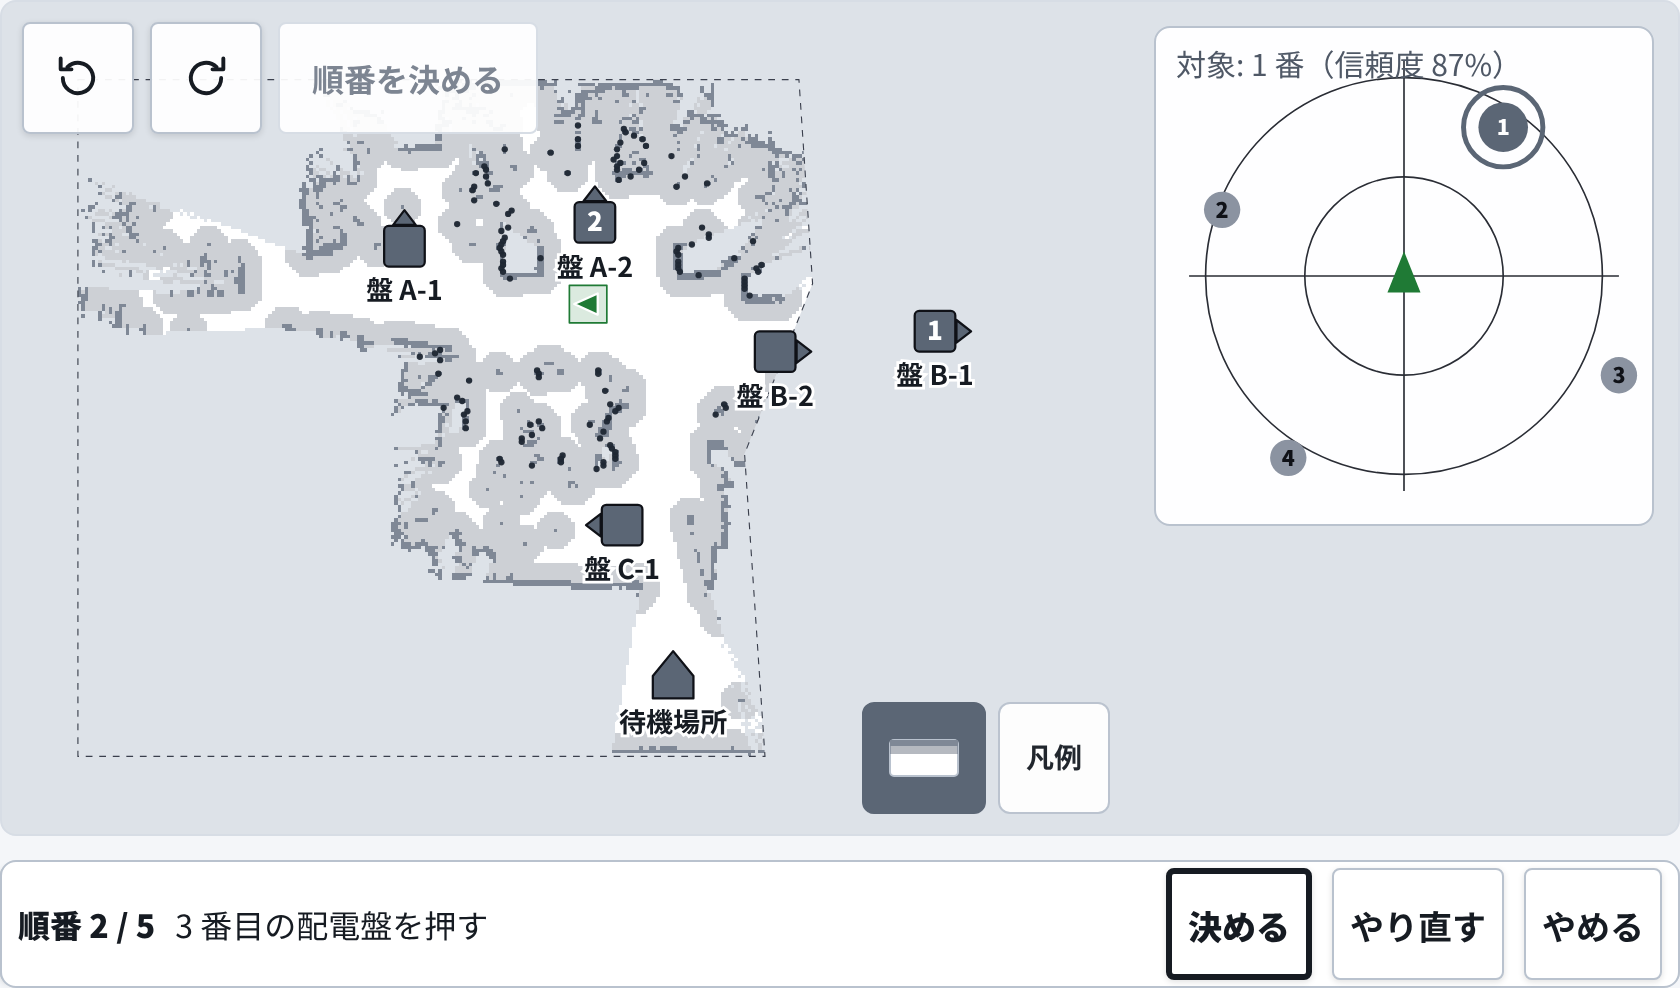 順番を決める
対象: 1 番（信頼度 87%）
1
2
3
4
2
盤 A-1
盤 A-2
1
盤 B-1
盤 B-2
盤 C-1
待機場所
凡例
順番 2 / 5 3 番目の配電盤を押す
決める
やり直す
やめる